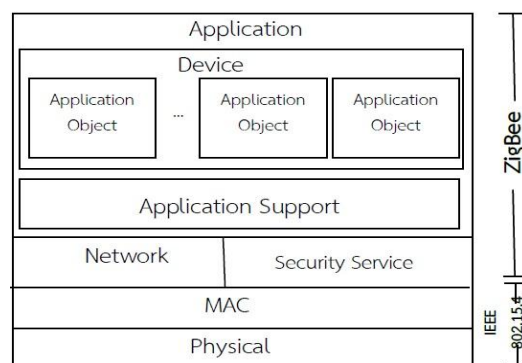 Application
Device
Application
Object
...
Application
Object
Application
Object
Application Support
Network
Security Service
MAC
Physical
ZigBee
IEEE
802.15.4